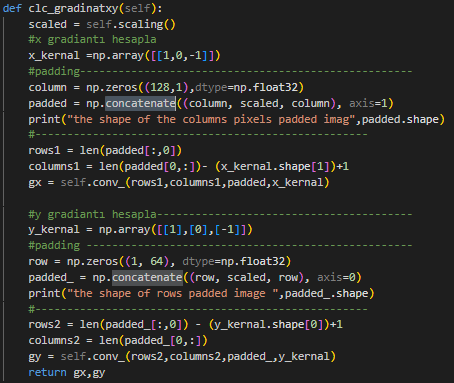 def clc_gradinatxy(self):
scaled = self.scaling()
#x gradiantı hesapla
x_kernal =np.array([[1,0,-1]])
#padding---------------------------------------------------
column = np.zeros((128,1),dtype=np.float32)
padded = np.concatenate((column, scaled, column), axis=1)
print("the shape of the columns pixels padded imag",padded.shape)
#---------------------------------------------------
rows1 = len(padded[:,0])
columns1 = len(padded[0,:])- (x_kernal.shape[1])+1
gx = self.conv_(rows1,columns1,padded,x_kernal)
#y gradiantı hesapla---------------------------------------
y_kernal = np.array([[1],[0],[-1]])
#padding --------------------------------------------------
row = np.zeros((1, 64), dtype=np.float32)
padded_ = np.concatenate((row, scaled, row), axis=0)
print("the shape of rows padded image ",padded_.shape)
#---------------------------------------------------
rows2 = len(padded_[:,0]) - (y_kernal.shape[0])+1
columns2 = len(padded_[0,:])
gy = self.conv_(rows2,columns2,padded_,y_kernal)
return gx,gy